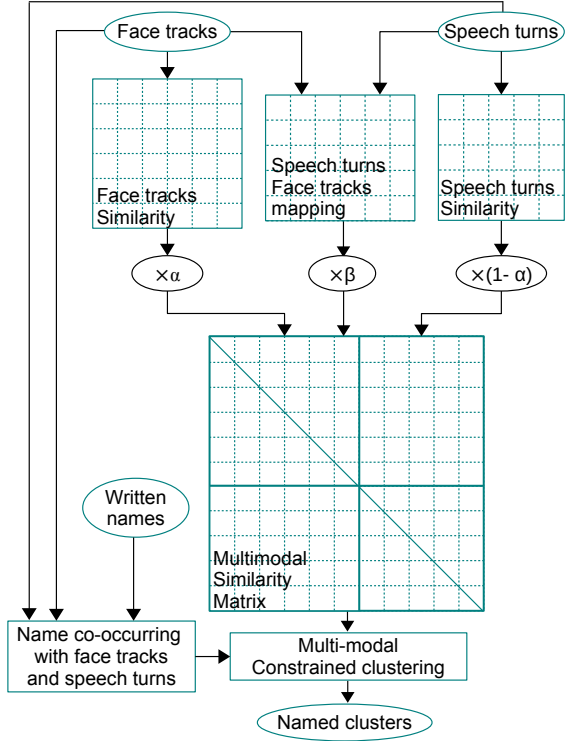 Face tracks
Speech turns
Face tracks
Similarity
Speech turns
Face tracks
mapping
Speech turns
Similarity
×α
×β
×(1- α)
Written
names
Multimodal
Similarity
Matrix
Name co-occurring
with face tracks
and speech turns
Multi-modal
Constrained clustering
Named clusters